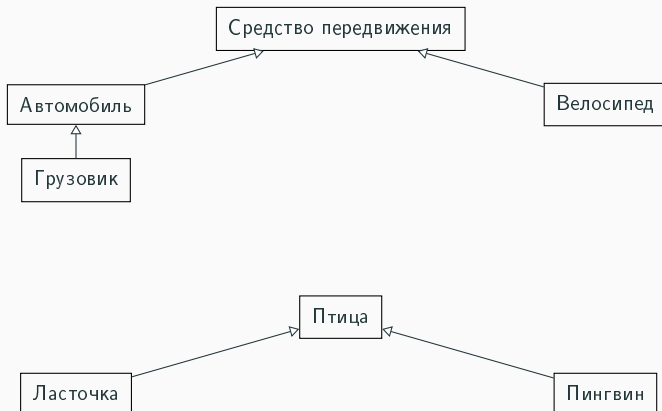 Средство передвижения
Автомобиль
Велосипед
Грузовик
Птица
Ласточка
Пингвин